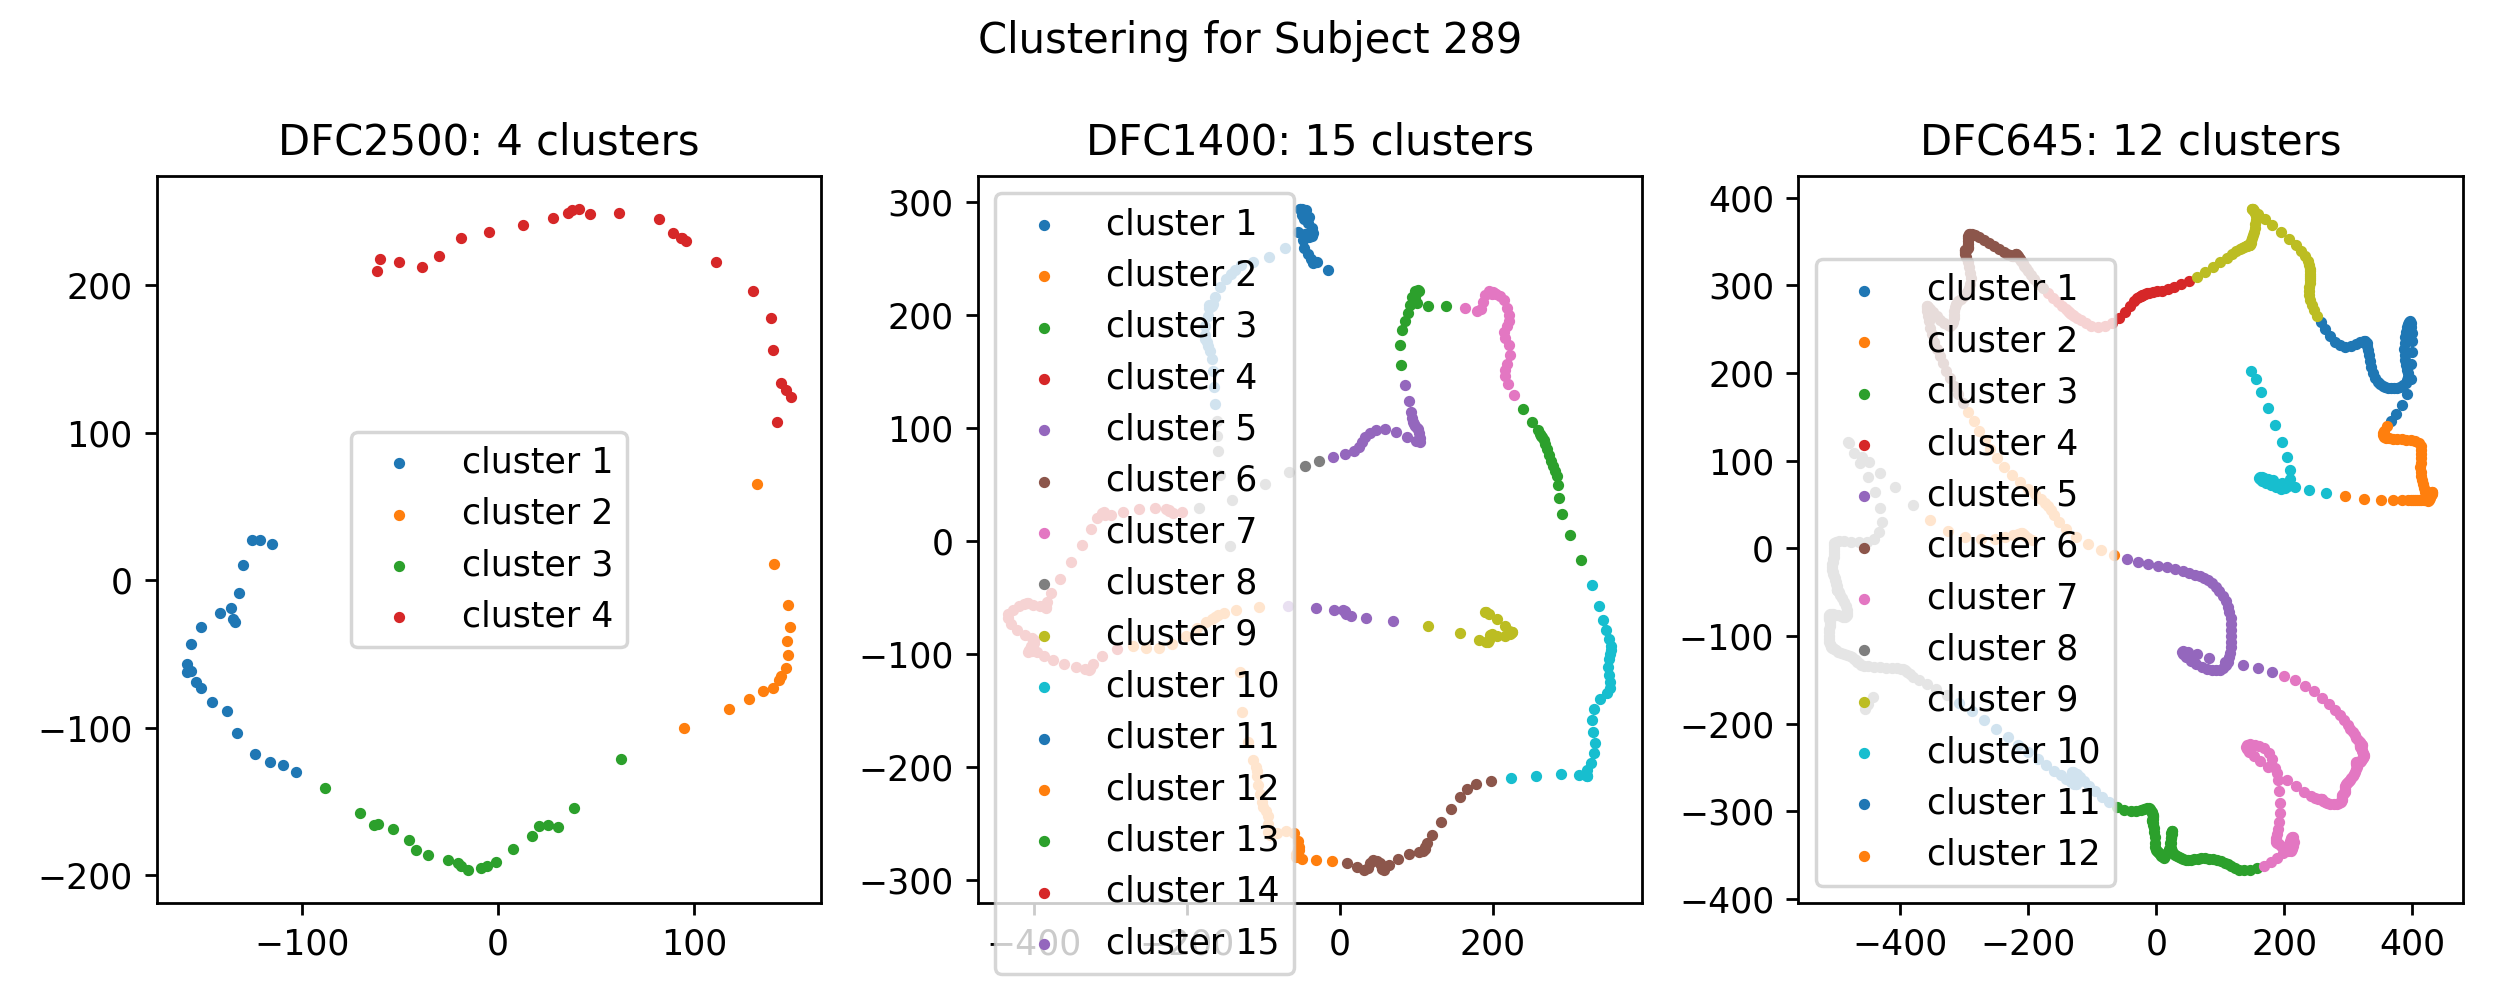 Clustering for Subject 289
DFC2500: 4 clusters
200
100
0
−100
−200
−100
0
100
cluster 1
cluster 2
cluster 3
cluster 4
DFC1400: 15 clusters
300
200
100
0
−100
−200
−300
−400
−200
0
200
cluster 1
cluster 2
cluster 3
cluster 4
cluster 5
cluster 6
cluster 7
cluster 8
cluster 9
cluster 10
cluster 11
cluster 12
cluster 13
cluster 14
cluster 15
DFC645: 12 clusters
400
300
200
100
0
−100
−200
−300
−400
−400
−200
0
200
400
cluster 1
cluster 2
cluster 3
cluster 4
cluster 5
cluster 6
cluster 7
cluster 8
cluster 9
cluster 10
cluster 11
cluster 12